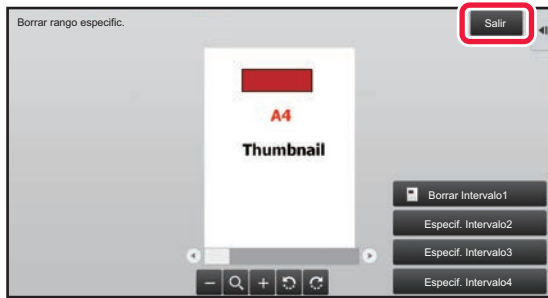 Borrar rango especific.
Salir
A4
Thumbnail
Borrar Intervalo1
Especif. Intervalo2
Especif. Intervalo3
Especif. Intervalo4